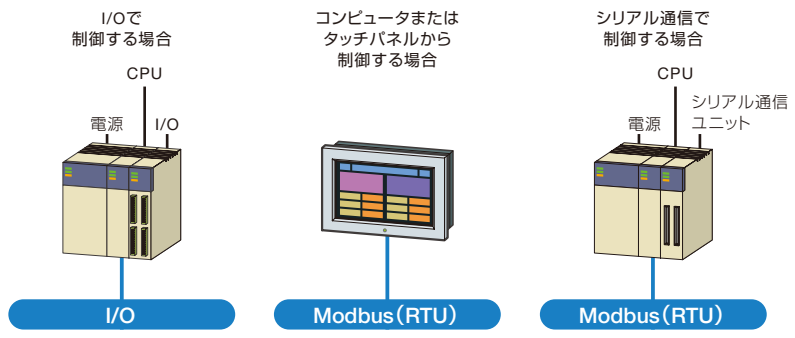 I/Oで
制御する場合
CPU
電源
I/O
I/O
コンピュータまたは
タッチパネルから
制御する場合
Modbus(RTU)
シリアル通信で
制御する場合
CPU
電源
シリアル通信
ユニット
Modbus(RTU)